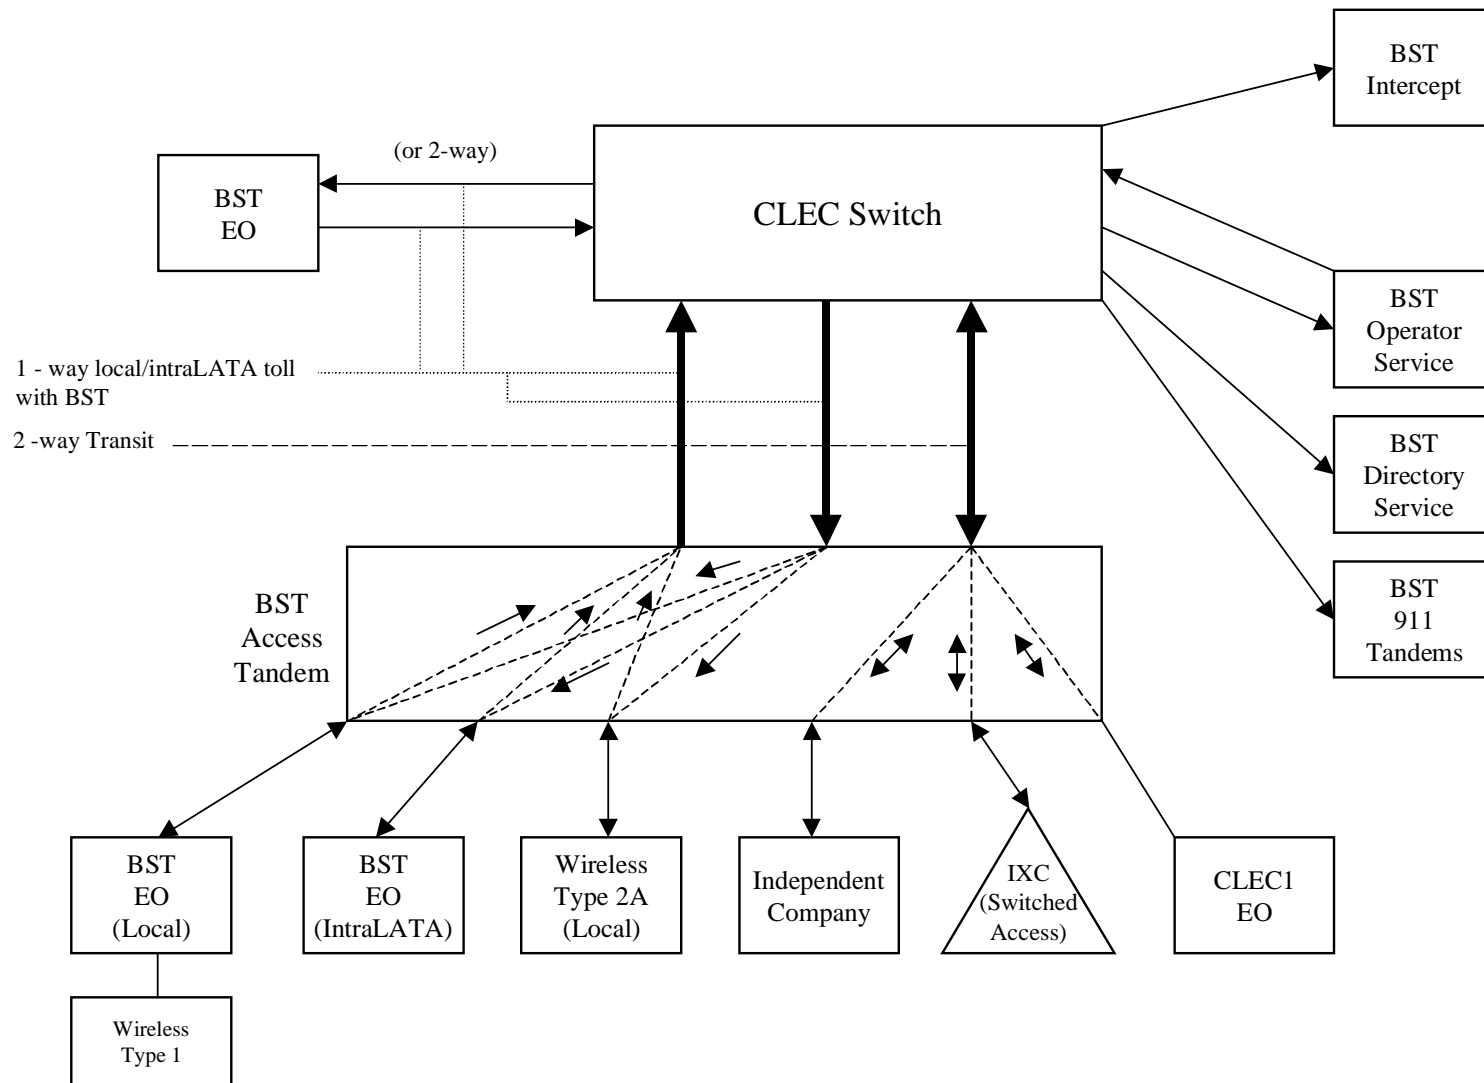 BST
Intercept
(or 2-way)
BST
EO
CLEC Switch
BST
Operator
Service
1 - way local/intraLATA toll
with BST
2 -way Transit
BST
Directory
Service
BST
Access
Tandem
BST
911
Tandems
BST
EO
(Local)
BST
EO
(IntraLATA)
Wireless
Type 2A
(Local)
Independent
Company
IXC
(Switched
Access)
CLEC1
EO
Wireless
Type 1